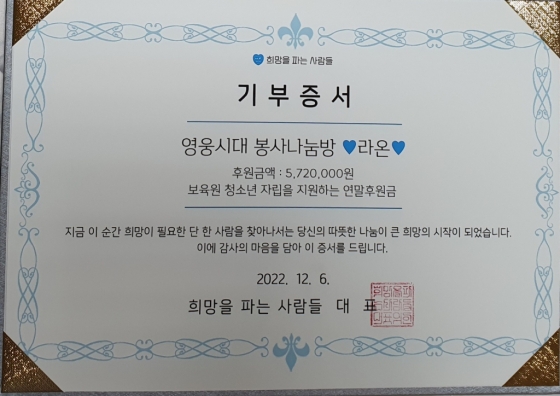 희망을 파는 사람들
기부증서
영웅시대 봉사나눔방 💙라온💙
후원금액 : 5,720,000원
보육원 청소년 자립을 지원하는 연말후원금
지금 이 순간 희망이 필요한 단 한 사람을 찾아나서는 당신의 따뜻한 나눔이 큰 희망의 시작이 되었습니다.
이에 감사의 마음을 담아 이 증서를 드립니다.
2022. 12. 6.
희망을 파는 사람들 대 표